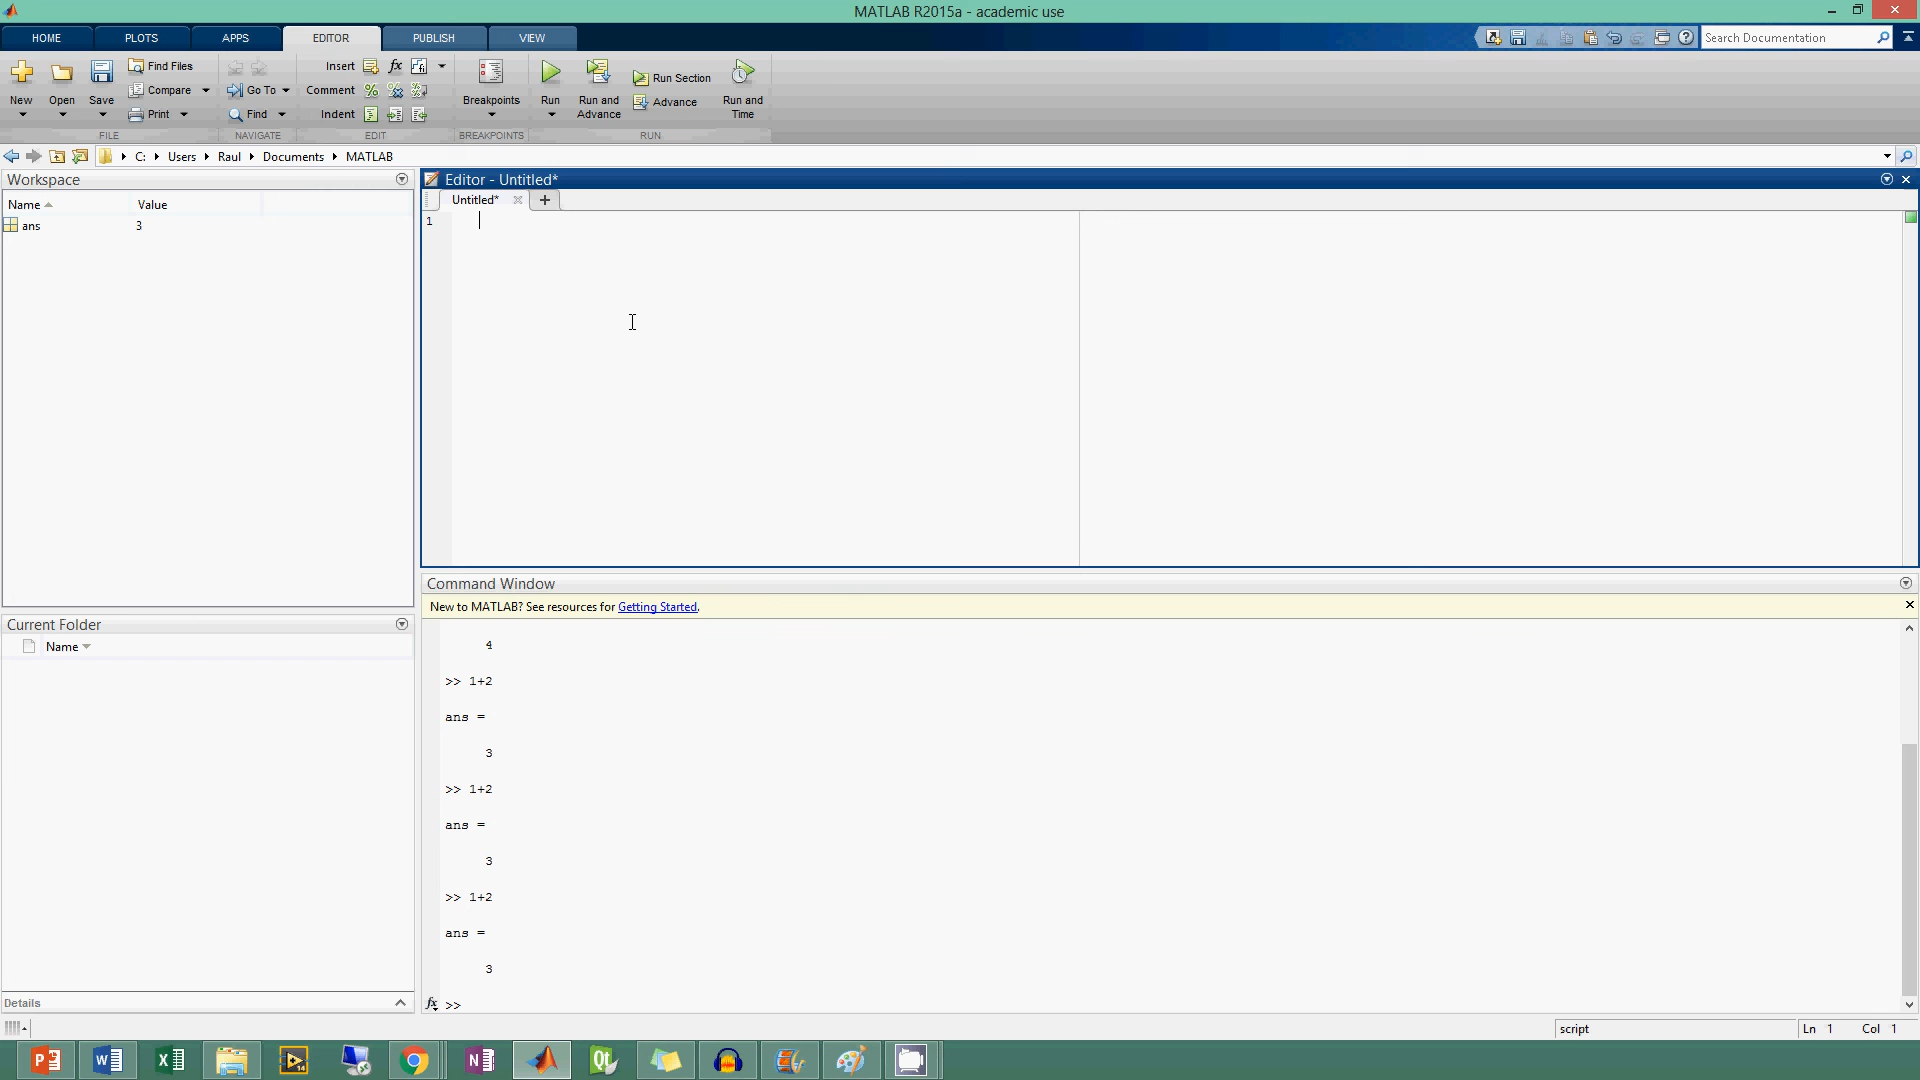 MATLAB R2015a - academic use
HOME PLOTS APPS EDITOR PUBLISH VIEW
Search Documentation
New
Open
Save
Find Files
Compare
Print
FILE
Go To
Find
NAVIGATE
Insert fx
Comment
Indent
EDIT
Breakpoints
BREAKPOINTS
Run
Run and Advance
Run Section
Advance
Run and Time
RUN
C: Users Raul Documents MATLAB
Workspace
Name Value
ans 3
Editor - Untitled*
Untitled* +
1
Command Window
New to MATLAB? See resources for Getting Started.
4
>> 1+2
ans =
3
>> 1+2
ans =
3
>> 1+2
ans =
3
fx >>
Current Folder
Name
Details
script Ln 1 Col 1